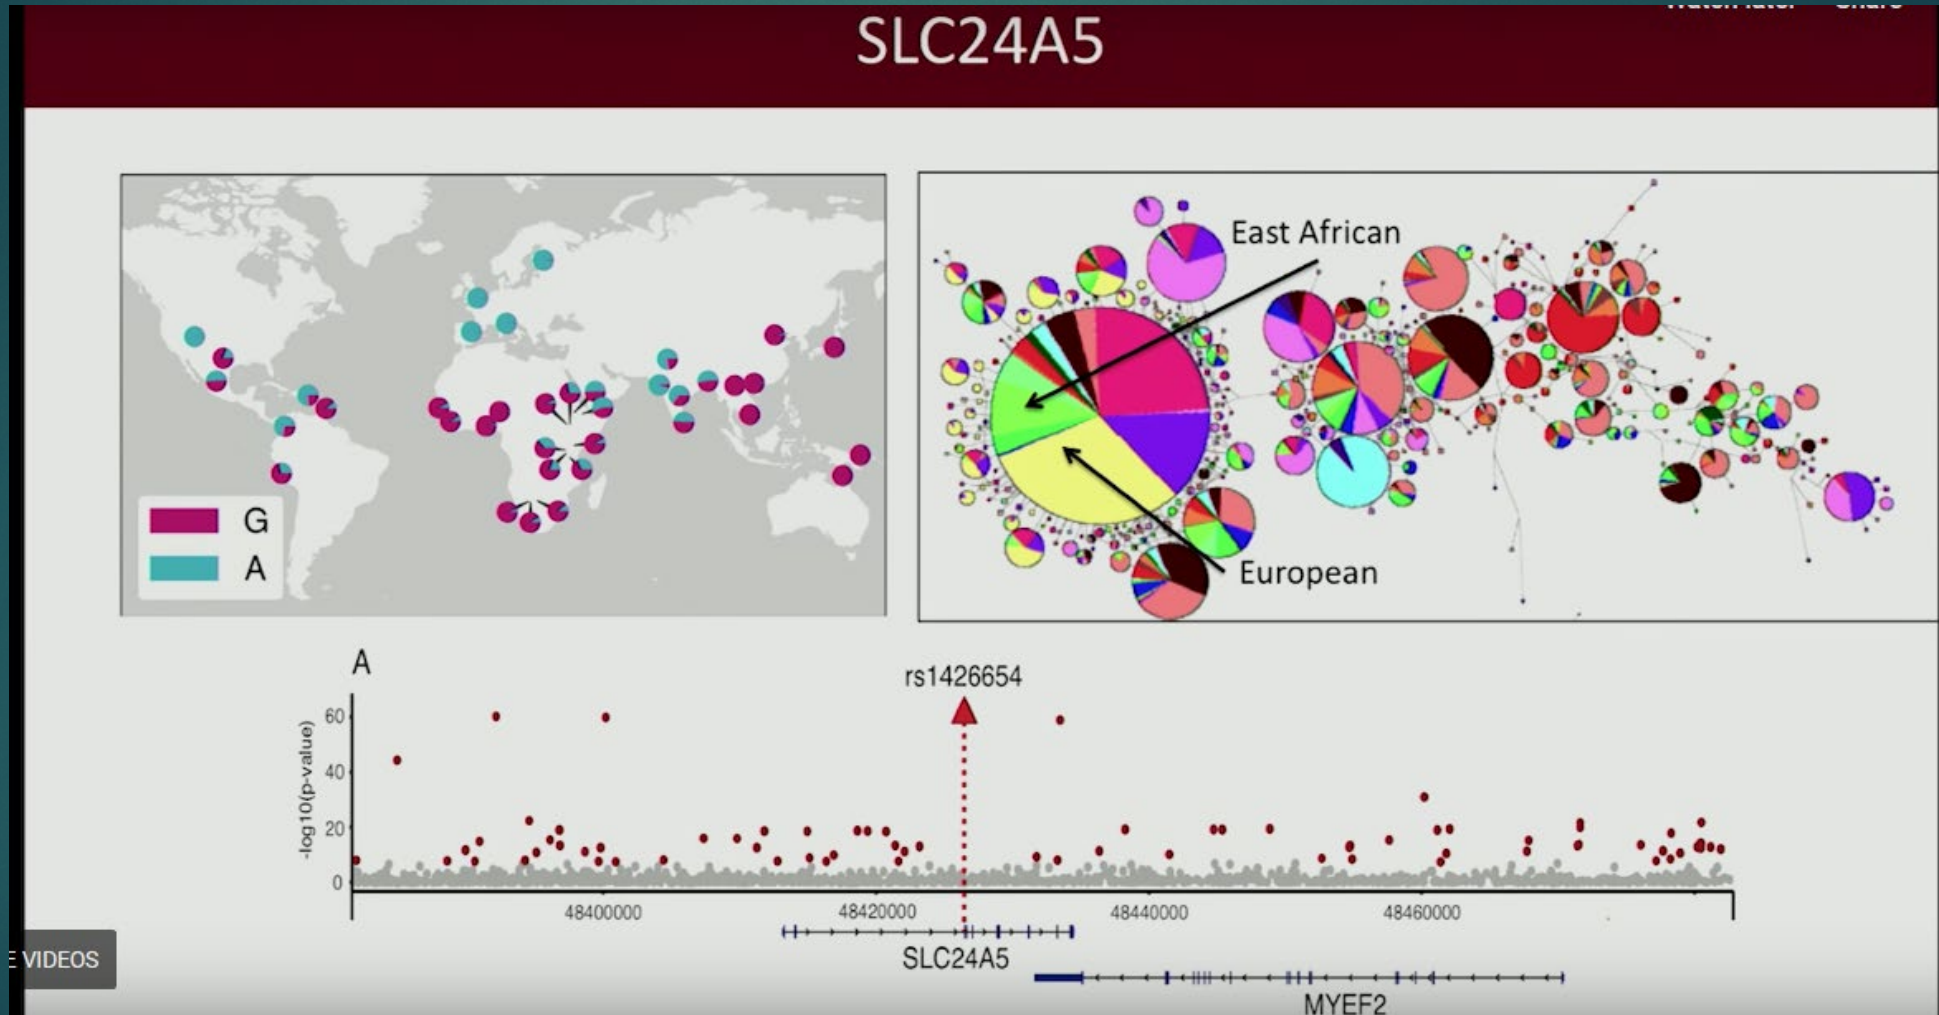 SLC24A5
G
A
East African
European
A
rs1426654
-log10(p-value)
60
40
20
0
48400000
48420000
48440000
48460000
SLC24A5
MYEF2
VIDEOS